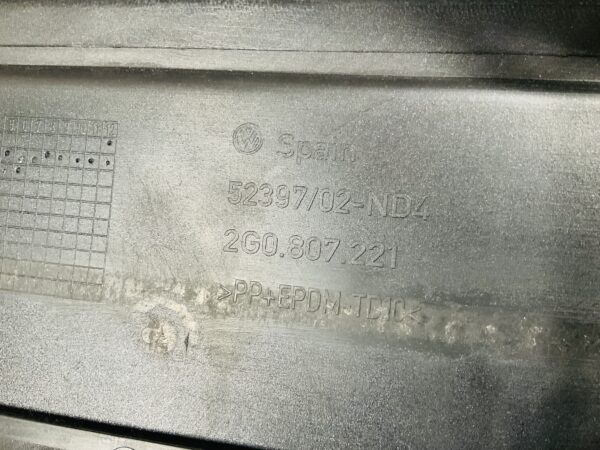 Spain
52397/02-ND4
2G0.807.221
>PP+EPDM-TD10<